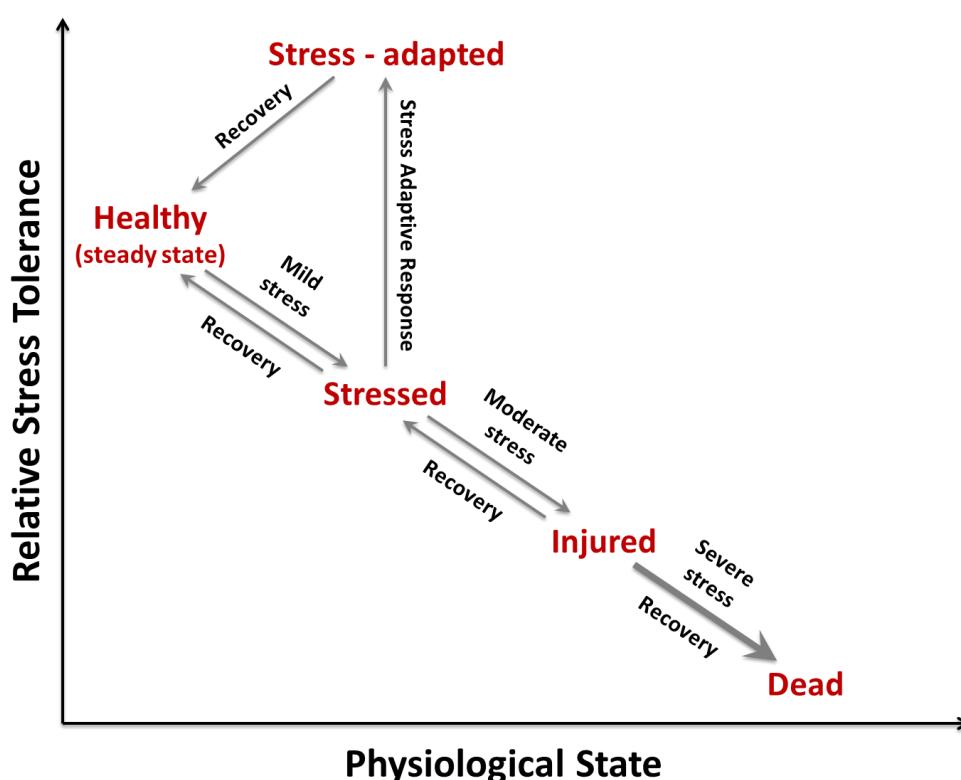 Stress - adapted
Recovery
Stress Adaptive Response
Healthy
(steady state)
Mild
stress
Recovery
Stressed
Moderate
stress
Recovery
Injured
Severe
stress
Recovery
Dead
Relative Stress Tolerance
Physiological State